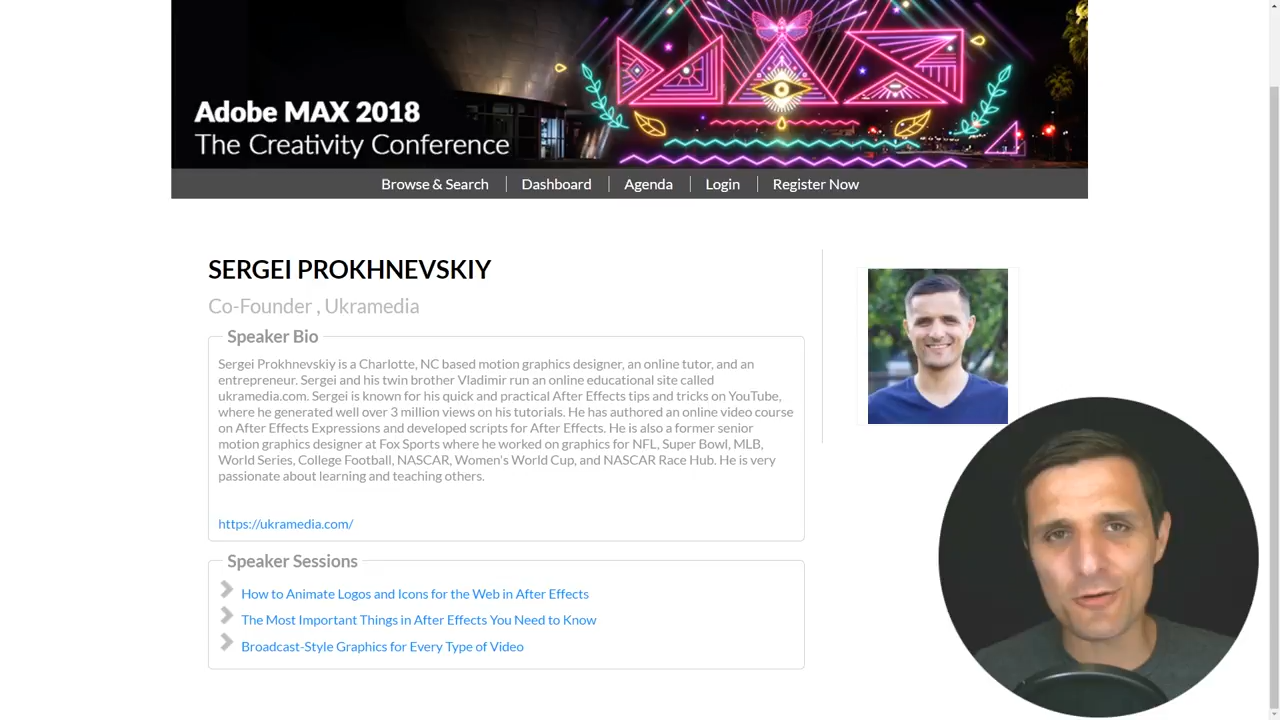 Adobe MAX 2018
The Creativity Conference
Browse & Search
Dashboard
Agenda
Login
Register Now
SERGEI PROKHNEVSKIY
Co-Founder , Ukramedia
Speaker Bio
Sergei Prokhnevskiy is a Charlotte, NC based motion graphics designer, an online tutor, and an
entrepreneur. Sergei and his twin brother Vladimir run an online educational site called
ukramedia.com. Sergei is known for his quick and practical After Effects tips and tricks on YouTube,
where he generated well over 3 million views on his tutorials. He has authored an online video course
on After Effects Expressions and developed scripts for After Effects. He is also a former senior
motion graphics designer at Fox Sports where he worked on graphics for NFL, Super Bowl, MLB,
World Series, College Football, NASCAR, Women's World Cup, and NASCAR Race Hub. He is very
passionate about learning and teaching others.
https://ukramedia.com/
Speaker Sessions
How to Animate Logos and Icons for the Web in After Effects
The Most Important Things in After Effects You Need to Know
Broadcast-Style Graphics for Every Type of Video